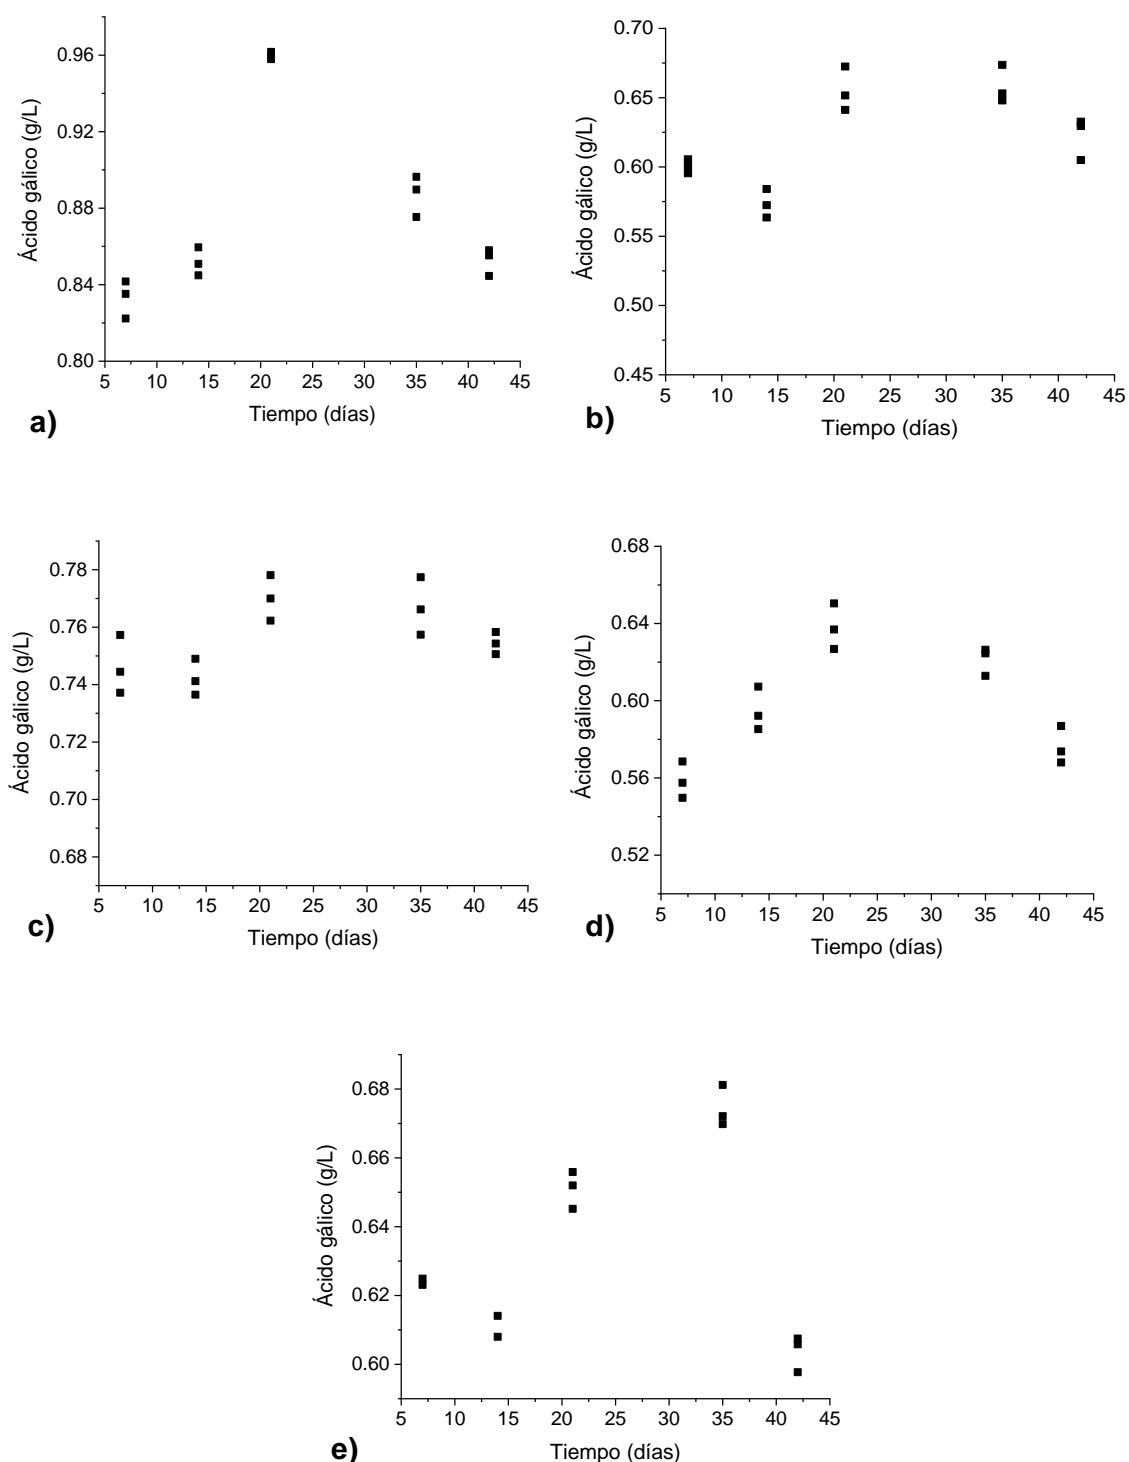 0.96
0.92
0.88
0.84
0.80
Ácido gálico (g/L)
5 10 15 20 25 30 35 40 45
Tiempo (días)
a)
0.70
0.65
0.60
0.55
0.50
0.45
Ácido gálico (g/L)
5 10 15 20 25 30 35 40 45
Tiempo (días)
b)
0.78
0.76
0.74
0.72
0.70
0.68
Ácido gálico (g/L)
5 10 15 20 25 30 35 40 45
Tiempo (días)
c)
0.68
0.64
0.60
0.56
0.52
Ácido gálico (g/L)
5 10 15 20 25 30 35 40 45
Tiempo (días)
d)
0.68
0.66
0.64
0.62
0.60
Ácido gálico (g/L)
5 10 15 20 25 30 35 40 45
Tiempo (días)
e)